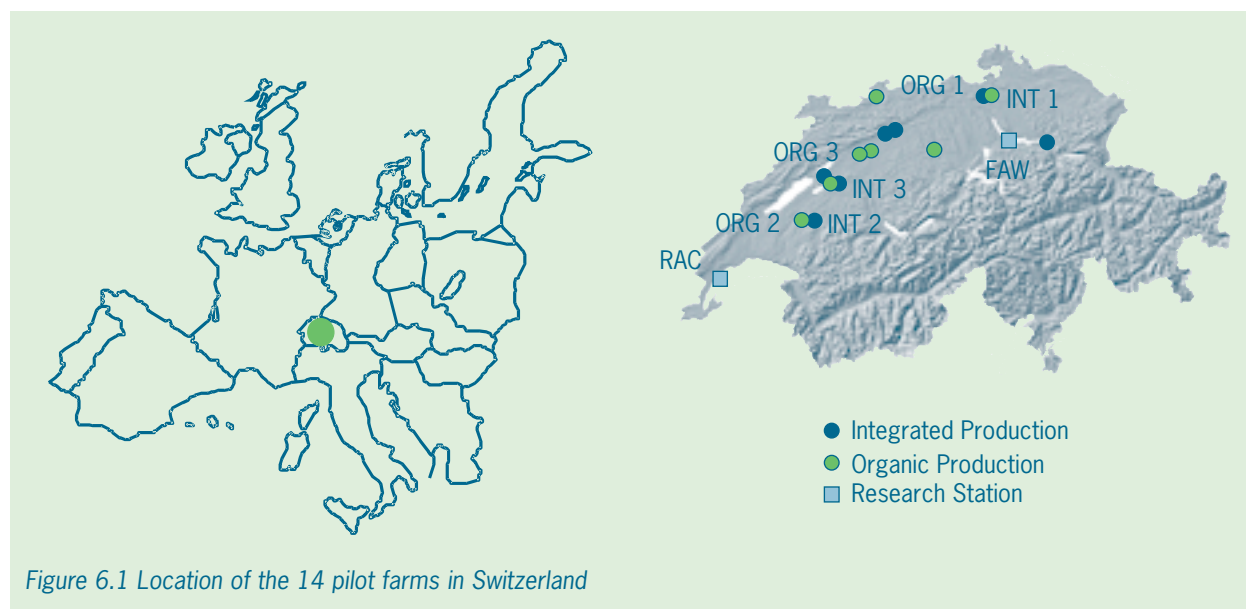 ORG 1
INT 1
ORG 3
FAW
INT 3
ORG 2
INT 2
RAC
Integrated Production
Organic Production
Research Station
Figure 6.1 Location of the 14 pilot farms in Switzerland